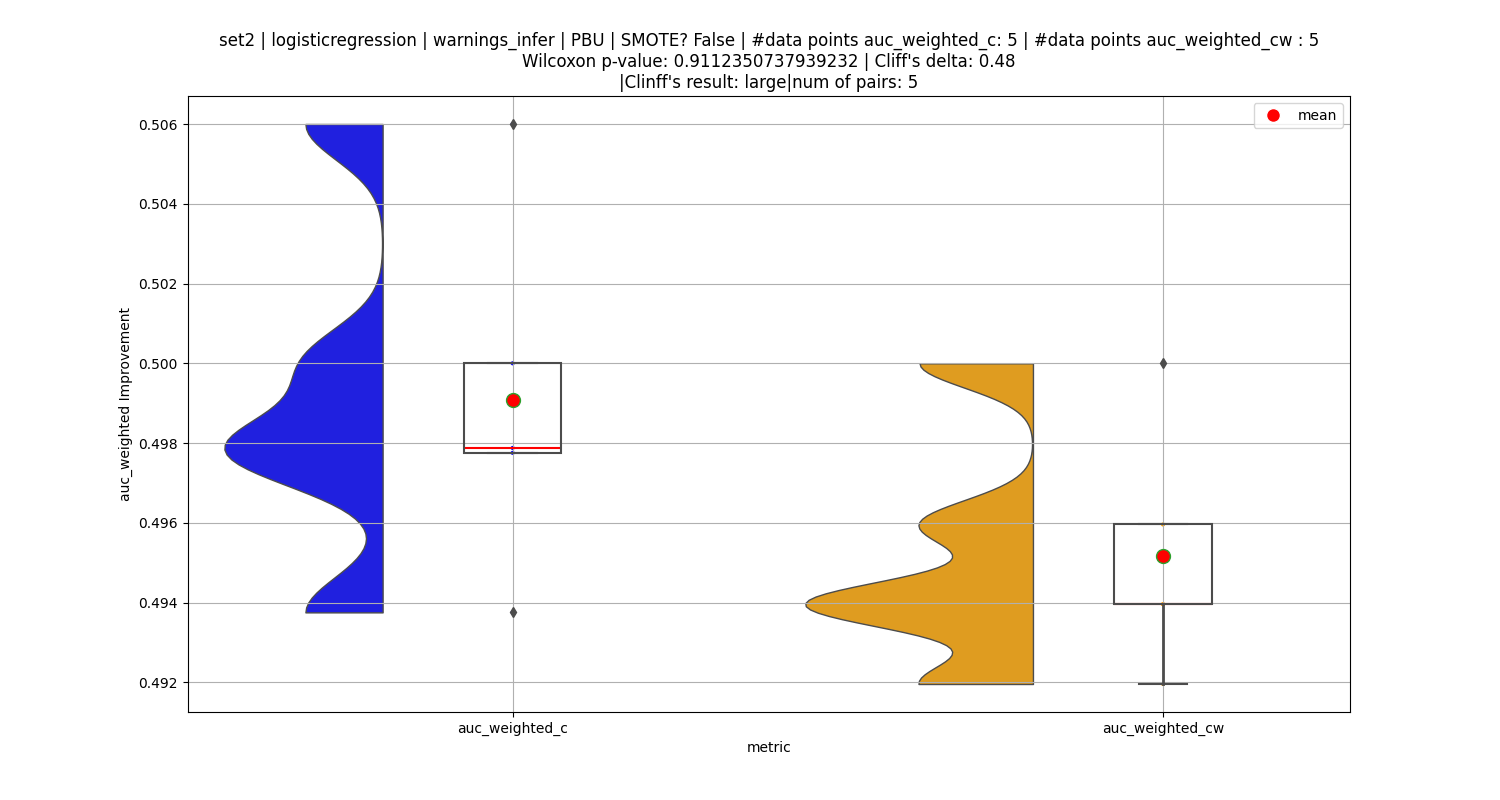 set2 | logisticregression | warnings_infer | PBU | SMOTE? False | #data points auc_weighted_c: 5 | #data points auc_weighted_cw : 5
Wilcoxon p-value: 0.9112350737939232 | Cliff's delta: 0.48
|Clinff's result: large|num of pairs: 5
mean
0.506
0.504
0.502
0.500
0.498
0.496
0.494
0.492
auc_weighted Improvement
auc_weighted_c
auc_weighted_cw
metric